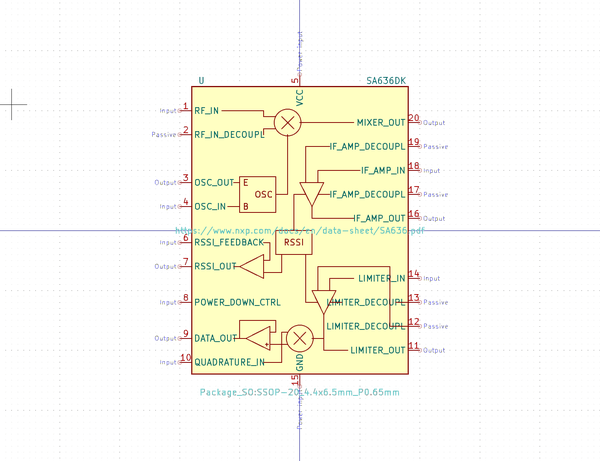 Power input
U SA636DK
5
VCC
Input 1 RF_IN
MIXER_OUT 20 Output
Passive 2 RF_IN_DECOUPL
IF_AMP_DECOUPL 19 Passive
IF_AMP_IN 18 Input
Output 3 OSC_OUT E
OSC
IF_AMP_DECOUPL 17 Passive
Input 4 OSC_IN B
IF_AMP_OUT 16 Output
https://www.nxp.com/docs/en/data-sheet/SA636.pdf
Input 6 RSSI_FEEDBACK
RSSI
Output 7 RSSI_OUT
LIMITER_IN 14 Input
Input 8 POWER_DOWN_CTRL
LIMITER_DECOUPL 13 Passive
LIMITER_DECOUPL 12 Passive
Output 9 DATA_OUT
+
LIMITER_OUT 11 Output
Input 10 QUADRATURE_IN
GND
15
Package_SO:SSOP-20_4.4x6.5mm_P0.65mm
Power input